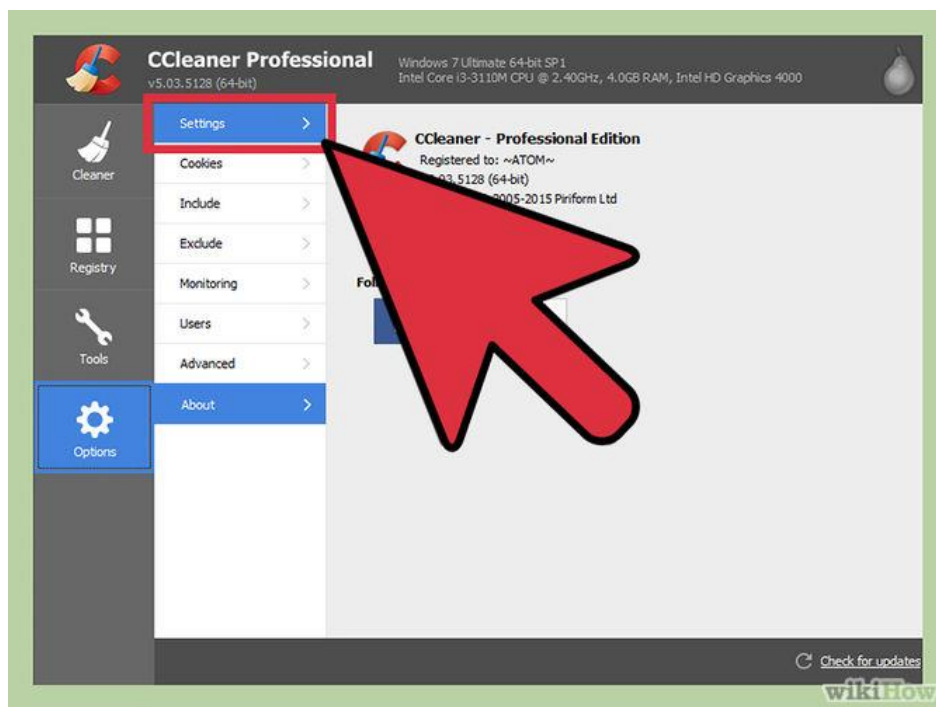 CCleaner Professional
v5.03.5128 (64-bit)
Windows 7 Ultimate 64-bit SP1
Intel Core i3-3110M CPU @ 2.40GHz, 4.0GB RAM, Intel HD Graphics 4000
Cleaner
Registry
Tools
Options
Settings
Cookies
Include
Exclude
Monitoring
Users
Advanced
About
CCleaner - Professional Edition
Registered to: ~ATOM~
5128 (64-bit)
2005-2015 Piriform Ltd
Check for updates
wikiHow